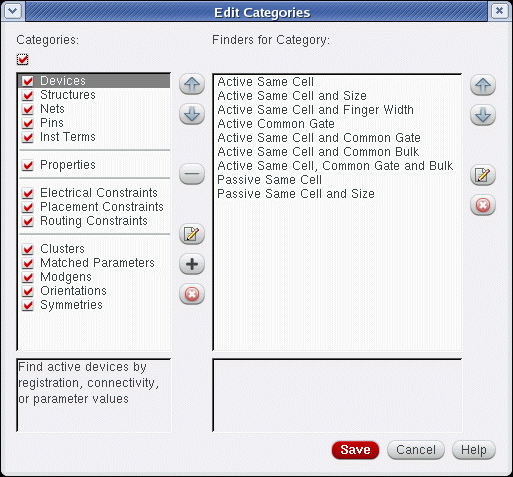 Edit Categories
Categories:
Finders for Category:
Devices
Structures
Nets
Pins
Inst Terms
Properties
Electrical Constraints
Placement Constraints
Routing Constraints
Clusters
Matched Parameters
Modgens
Orientations
Symmetries
Active Same Cell
Active Same Cell and Size
Active Same Cell and Finger Width
Active Common Gate
Active Same Cell and Common Gate
Active Same Cell and Common Bulk
Active Same Cell, Common Gate and Bulk
Passive Same Cell
Passive Same Cell and Size
Find active devices by
registration, connectivity,
or parameter values
Save
Cancel
Help